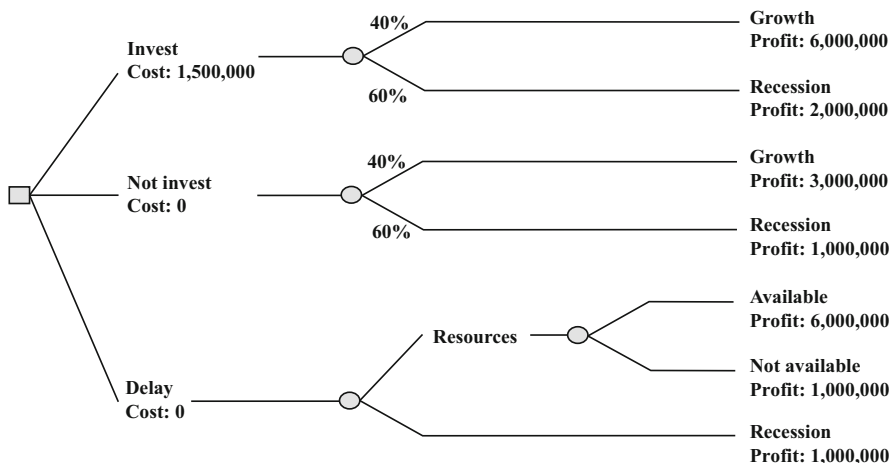 40%
Growth
Profit: 6,000,000
Invest
Cost: 1,500,000
60%
Recession
Profit: 2,000,000
40%
Growth
Profit: 3,000,000
Not invest
Cost: 0
60%
Recession
Profit: 1,000,000
Available
Profit: 6,000,000
Resources
Not available
Profit: 1,000,000
Delay
Cost: 0
Recession
Profit: 1,000,000